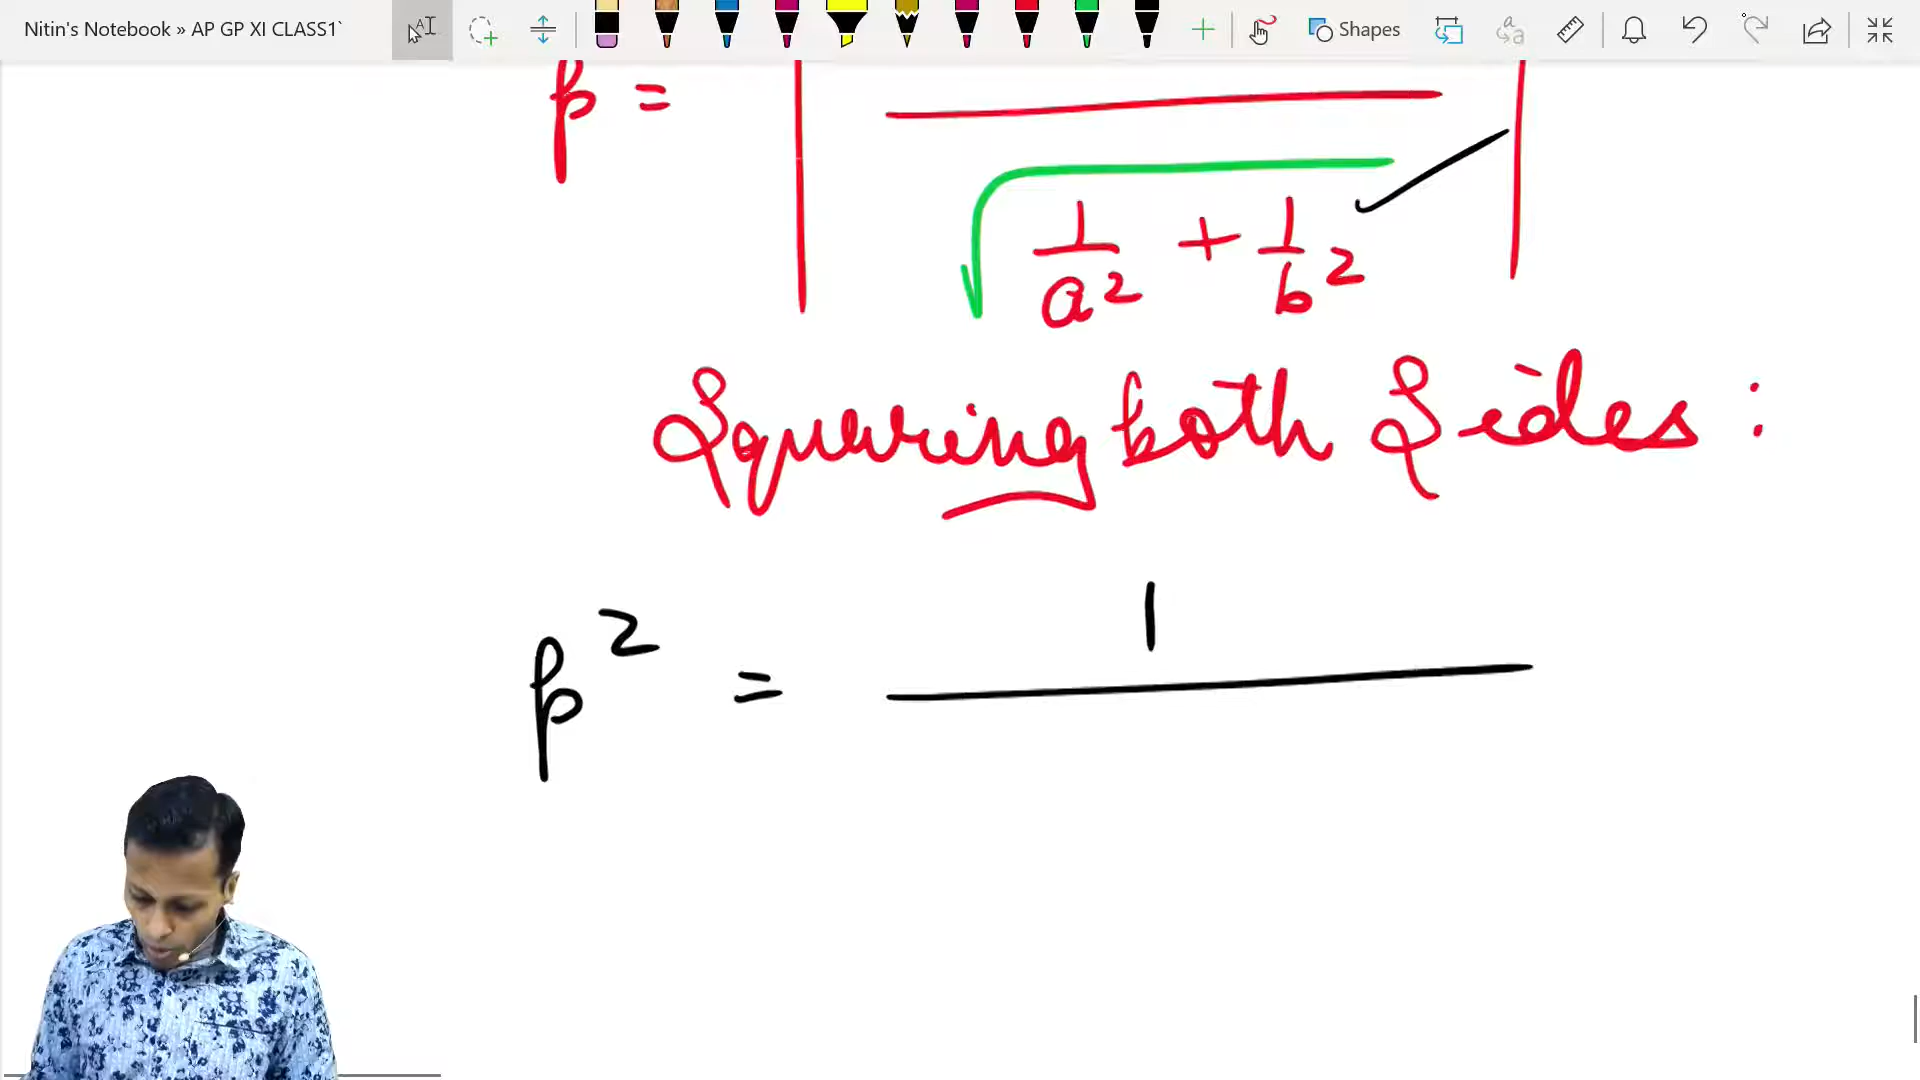 Nitin's Notebook » AP GP XI CLASS1`
Shapes
p =
1/a² + 1/b²
Squaring both Sides :
p² = 1